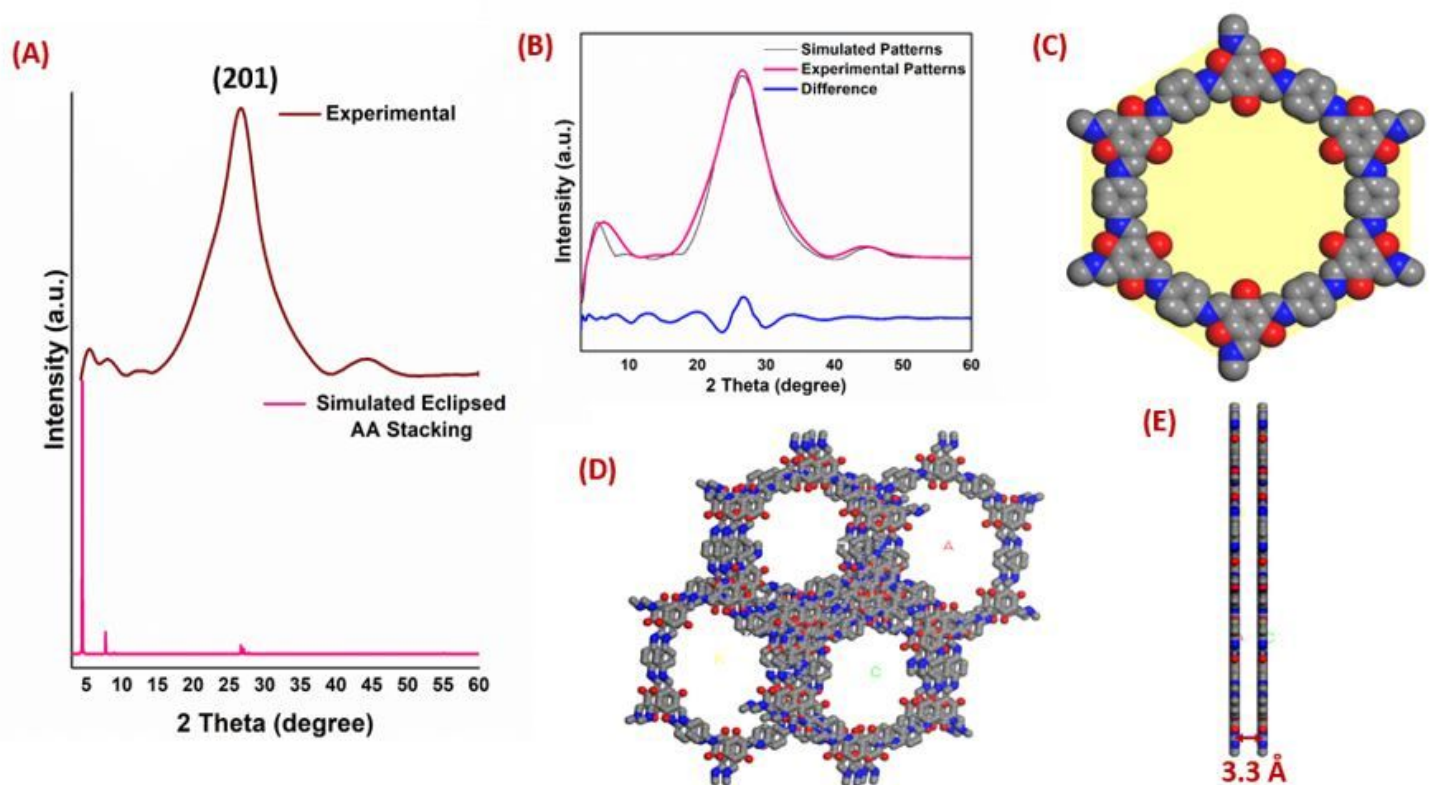 (A)
(201)
Experimental
Simulated Eclipsed
AA Stacking
Intensity (a.u.)
5 10 15 20 25 30 35 40 45 50 55 60
2 Theta (degree)
(B)
Simulated Patterns
Experimental Patterns
Difference
Intensity (a.u.)
10 20 30 40 50 60
2 Theta (degree)
(C)
(D)
A
C
(E)
3.3 Å